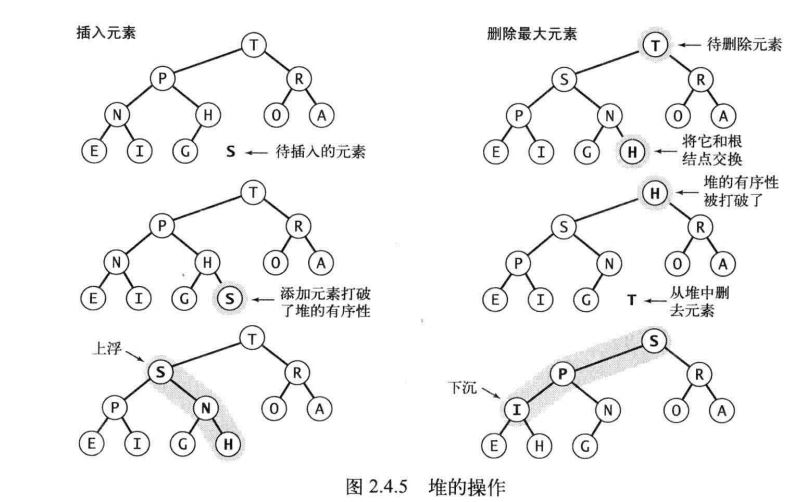 插入元素
T
P R
N H O A
E I G S ← 待插入的元素
T
P R
N H O A
E I G S 添加元素打破
了堆的有序性
上浮 T
S R
P N O A
E I G H
删除最大元素
T 待删除元素
S R
P N O A
E I G H 将它和根
结点交换
H 堆的有序性
被打破了
S R
P N O A
E I G T ← 从堆中删
去元素
S
P R
下沉
I N O A
E H G
图 2.4.5 堆的操作